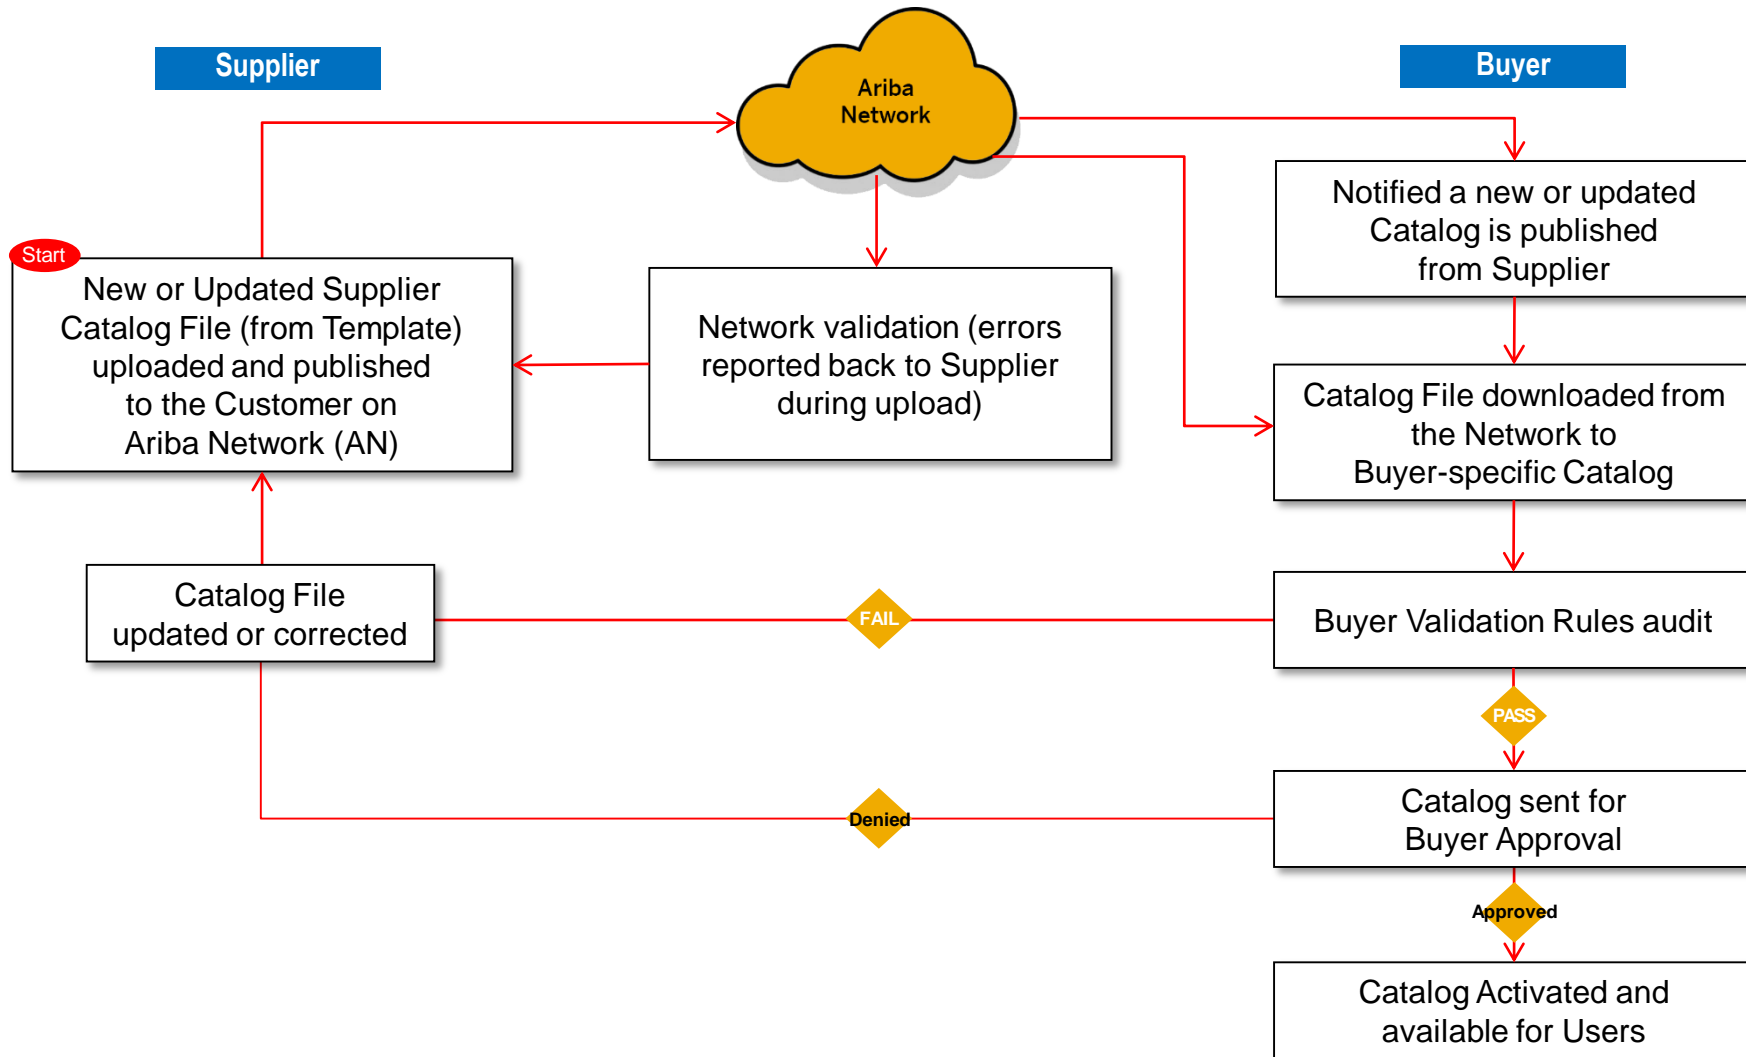 Supplier
Ariba
Network
Buyer
Start
New or Updated Supplier
Catalog File (from Template)
uploaded and published
to the Customer on
Ariba Network (AN)
Network validation (errors
reported back to Supplier
during upload)
Notified a new or updated
Catalog is published
from Supplier
Catalog File downloaded from
the Network to
Buyer-specific Catalog
Catalog File
updated or corrected
FAIL
Buyer Validation Rules audit
PASS
Denied
Catalog sent for
Buyer Approval
Approved
Catalog Activated and
available for Users